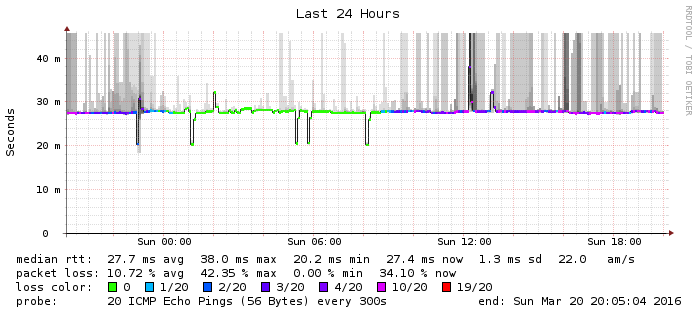 Last 24 Hours
RRDTOOL / TOBI OETIKER
Seconds
40 m
30 m
20 m
10 m
0
Sun 00:00 Sun 06:00 Sun 12:00 Sun 18:00
median rtt: 27.7 ms avg 38.0 ms max 20.2 ms min 27.4 ms now 1.3 ms sd 22.0 am/s
packet loss: 10.72 % avg 42.35 % max 0.00 % min 34.10 % now
loss color: 0 1/20 2/20 3/20 4/20 10/20 19/20
probe: 20 ICMP Echo Pings (56 Bytes) every 300s end: Sun Mar 20 20:05:04 2016